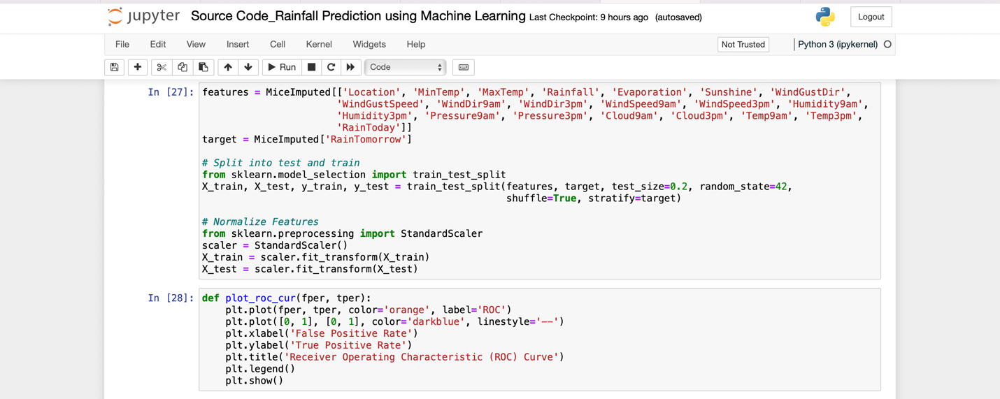 jupyter Source Code_Rainfall Prediction using Machine Learning Last Checkpoint: 9 hours ago (autosaved) Logout
File Edit View Insert Cell Kernel Widgets Help Not Trusted Python 3 (ipykernel)
Run Code
In [27]: features = MiceImputed[['Location', 'MinTemp', 'MaxTemp', 'Rainfall', 'Evaporation', 'Sunshine', 'WindGustDir',
'WindGustSpeed', 'WindDir9am', 'WindDir3pm', 'WindSpeed9am', 'WindSpeed3pm', 'Humidity9am',
'Humidity3pm', 'Pressure9am', 'Pressure3pm', 'Cloud9am', 'Cloud3pm', 'Temp9am', 'Temp3pm',
'RainToday']]
target = MiceImputed['RainTomorrow']
# Split into test and train
from sklearn.model_selection import train_test_split
X_train, X_test, y_train, y_test = train_test_split(features, target, test_size=0.2, random_state=42,
shuffle=True, stratify=target)
# Normalize Features
from sklearn.preprocessing import StandardScaler
scaler = StandardScaler()
X_train = scaler.fit_transform(X_train)
X_test = scaler.fit_transform(X_test)
In [28]: def plot_roc_cur(fper, tper):
plt.plot(fper, tper, color='orange', label='ROC')
plt.plot([0, 1], [0, 1], color='darkblue', linestyle='--')
plt.xlabel('False Positive Rate')
plt.ylabel('True Positive Rate')
plt.title('Receiver Operating Characteristic (ROC) Curve')
plt.legend()
plt.show()